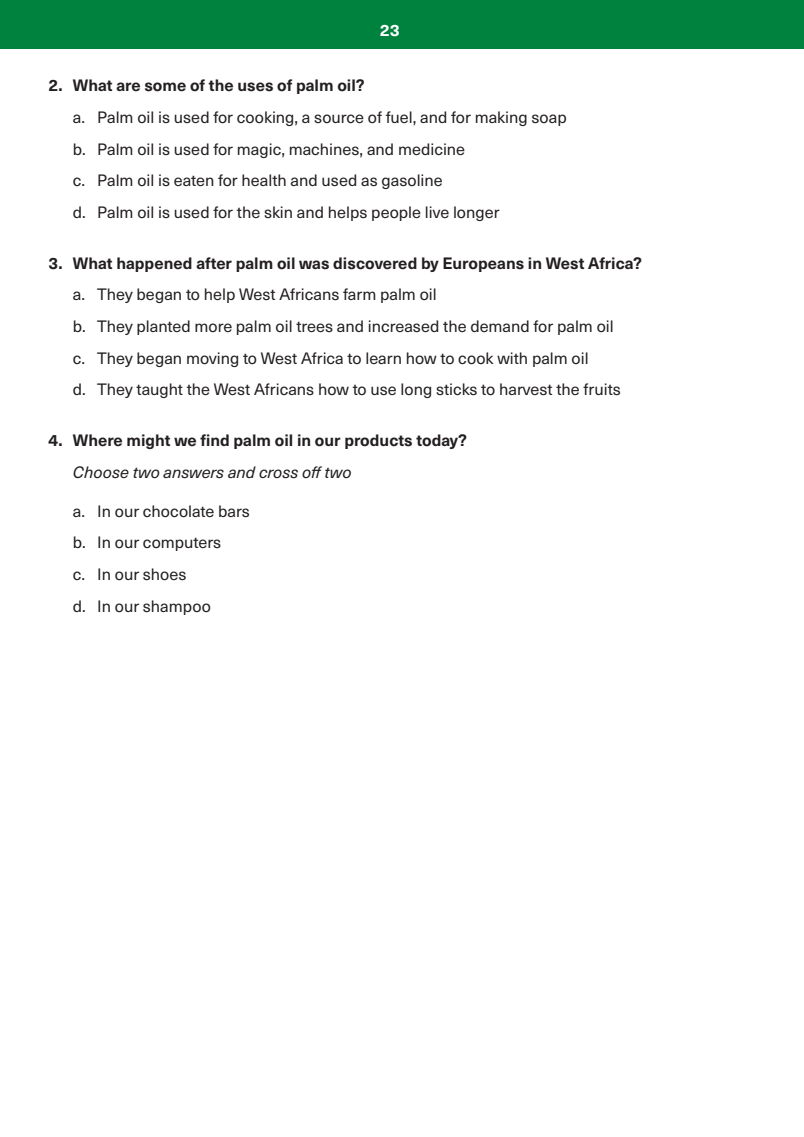 23
2. What are some of the uses of palm oil?
a. Palm oil is used for cooking, a source of fuel, and for making soap
b. Palm oil is used for magic, machines, and medicine
c. Palm oil is eaten for health and used as gasoline
d. Palm oil is used for the skin and helps people live longer
3. What happened after palm oil was discovered by Europeans in West Africa?
a. They began to help West Africans farm palm oil
b. They planted more palm oil trees and increased the demand for palm oil
c. They began moving to West Africa to learn how to cook with palm oil
d. They taught the West Africans how to use long sticks to harvest the fruits
4. Where might we find palm oil in our products today?
Choose two answers and cross off two
a. In our chocolate bars
b. In our computers
c. In our shoes
d. In our shampoo